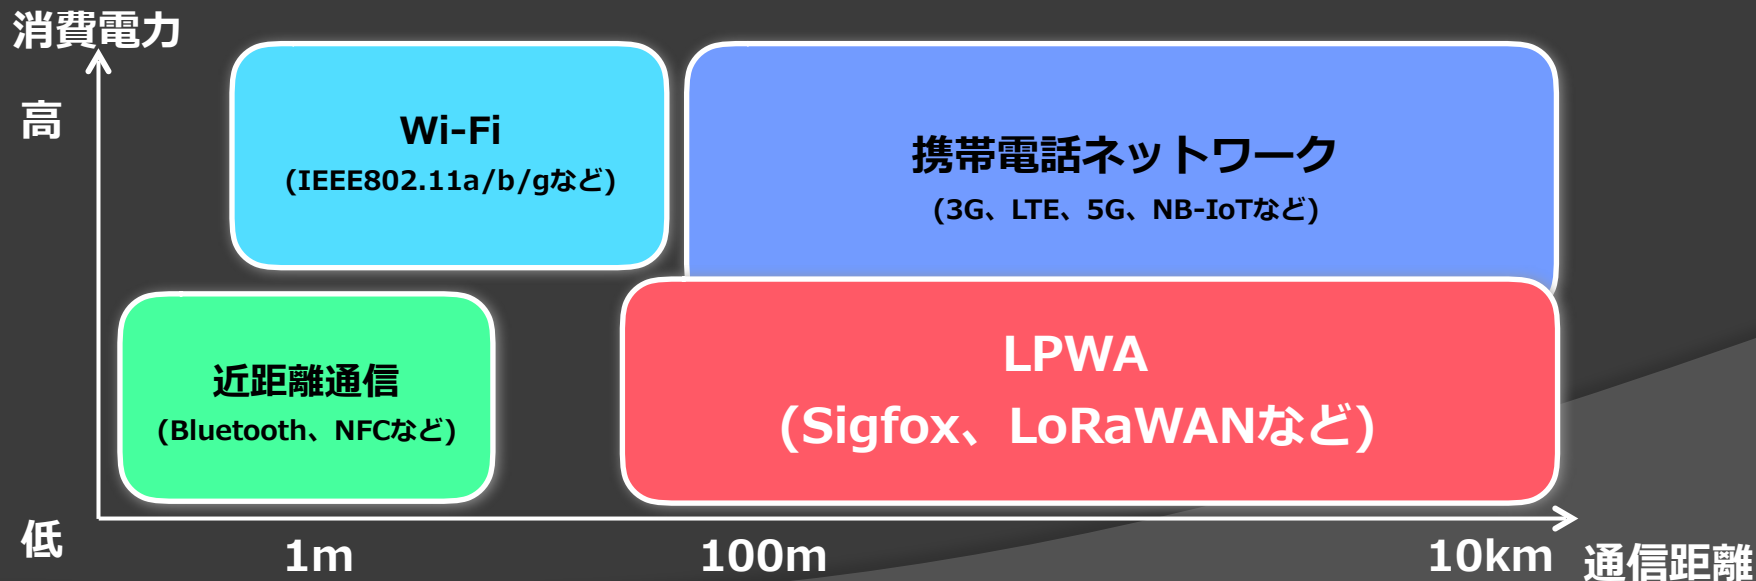 消費電力
高
Wi-Fi
(IEEE802.11a/b/gなど)
携帯電話ネットワーク
(3G、LTE、5G、NB-IoTなど)
近距離通信
(Bluetooth、NFCなど)
LPWA
(Sigfox、LoRaWANなど)
低
1m
100m
10km
通信距離